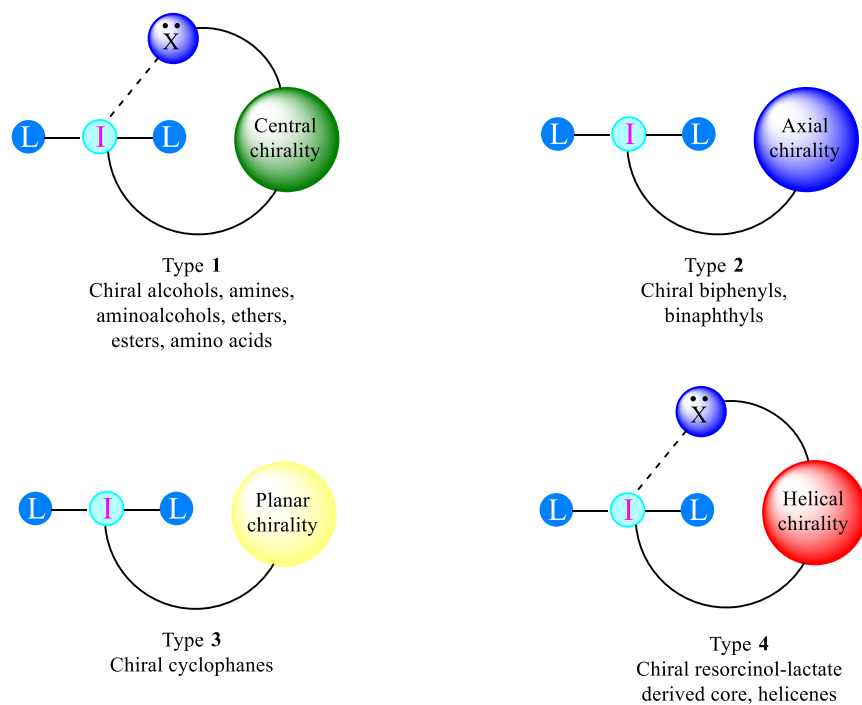 X
L I L
Central
chirality
Type 1
Chiral alcohols, amines,
aminoalcohols, ethers,
esters, amino acids
L I L
Axial
chirality
Type 2
Chiral biphenyls,
binaphthyls
L I L
Planar
chirality
Type 3
Chiral cyclophanes
X
L I L
Helical
chirality
Type 4
Chiral resorcinol-lactate
derived core, helicenes